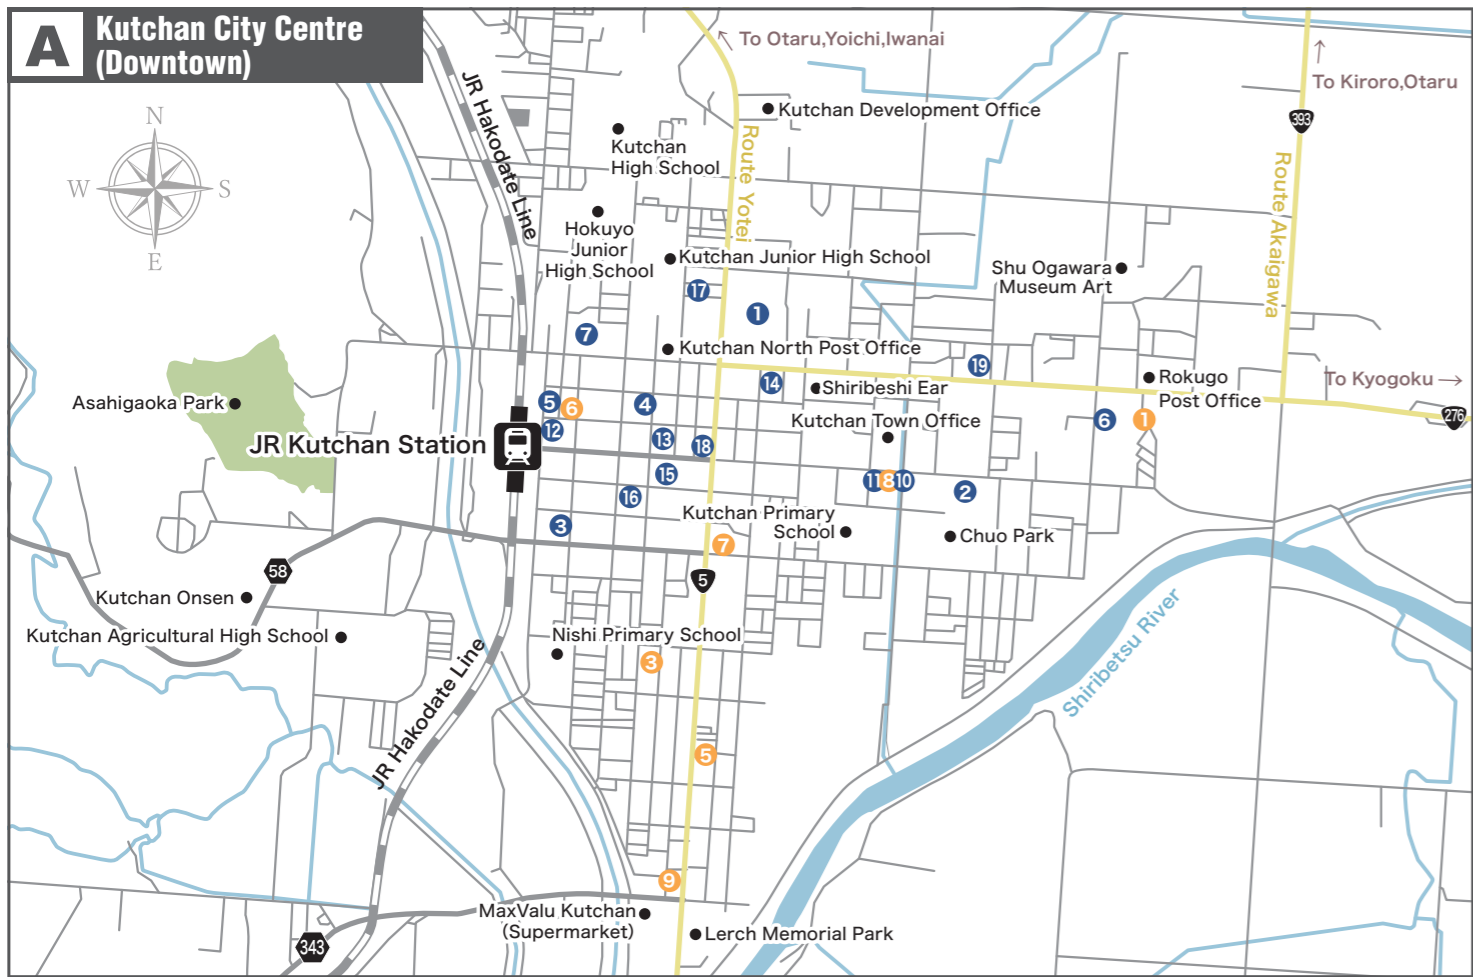 A
Kutchan City Centre
(Downtown)
N
W
S
E
JR Hakodate Line
To Otaru,Yoichi,Iwanai
To Kiroro,Otaru
Kutchan Development Office
393
Kutchan
High School
Route Yotei
Route Akaigawa
Hokuyo
Junior
High School
Kutchan Junior High School
Shu Ogawara
Museum Art
17
1
7
Kutchan North Post Office
19
14
Shiribeshi Ear
Rokugo
Post Office
To Kyogoku
276
Asahigaoka Park
5
6
4
Kutchan Town Office
6
1
12
13
18
JR Kutchan Station
15
11
8
10
2
16
Kutchan Primary
School
3
Chuo Park
7
58
5
Kutchan Onsen
Kutchan Agricultural High School
Nishi Primary School
3
Shiribetsu River
JR Hakodate Line
5
9
MaxValu Kutchan
(Supermarket)
Lerch Memorial Park
343